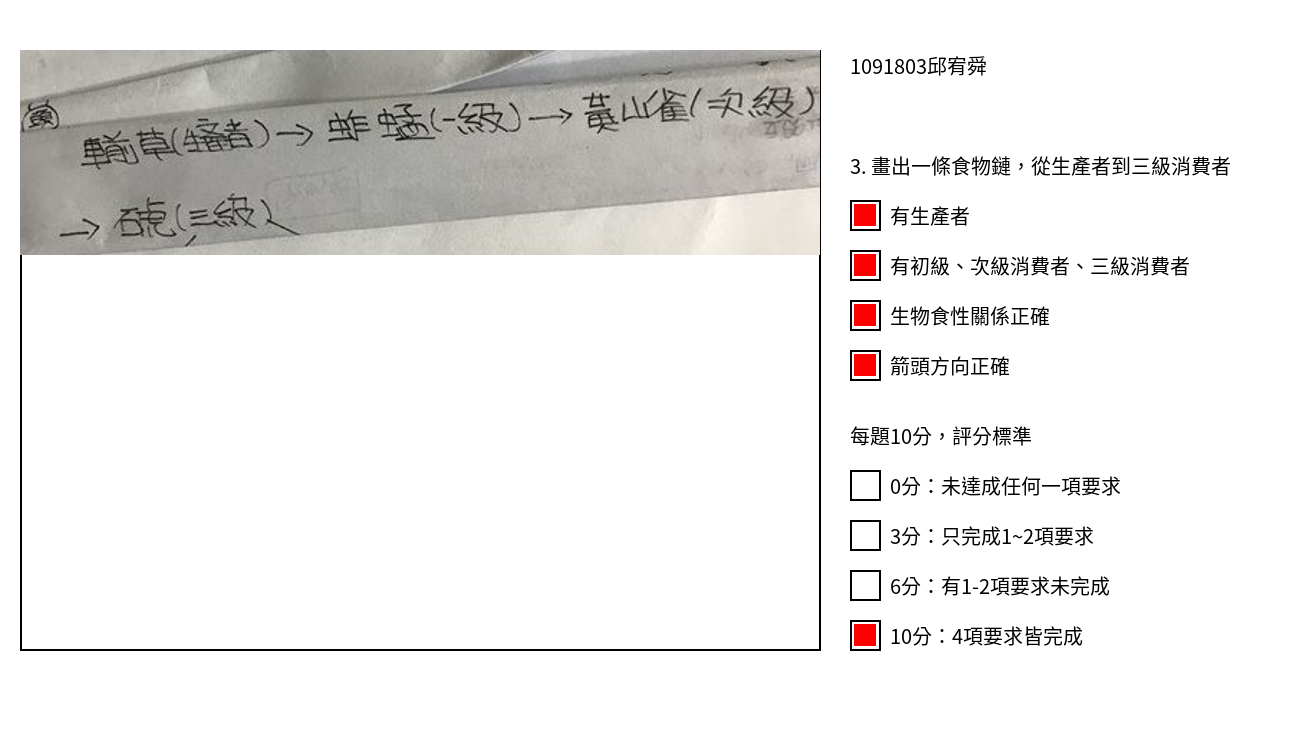 1091803邱宥舜
輪草(生產者)→蚱蜢(一級)→黃山雀(次級)
→石虎(三級)
3. 畫出一條食物鏈，從生產者到三級消費者
有生產者
有初級、次級消費者、三級消費者
生物食性關係正確
箭頭方向正確
每題10分，評分標準
0分：未達成任何一項要求
3分：只完成1~2項要求
6分：有1-2項要求未完成
10分：4項要求皆完成